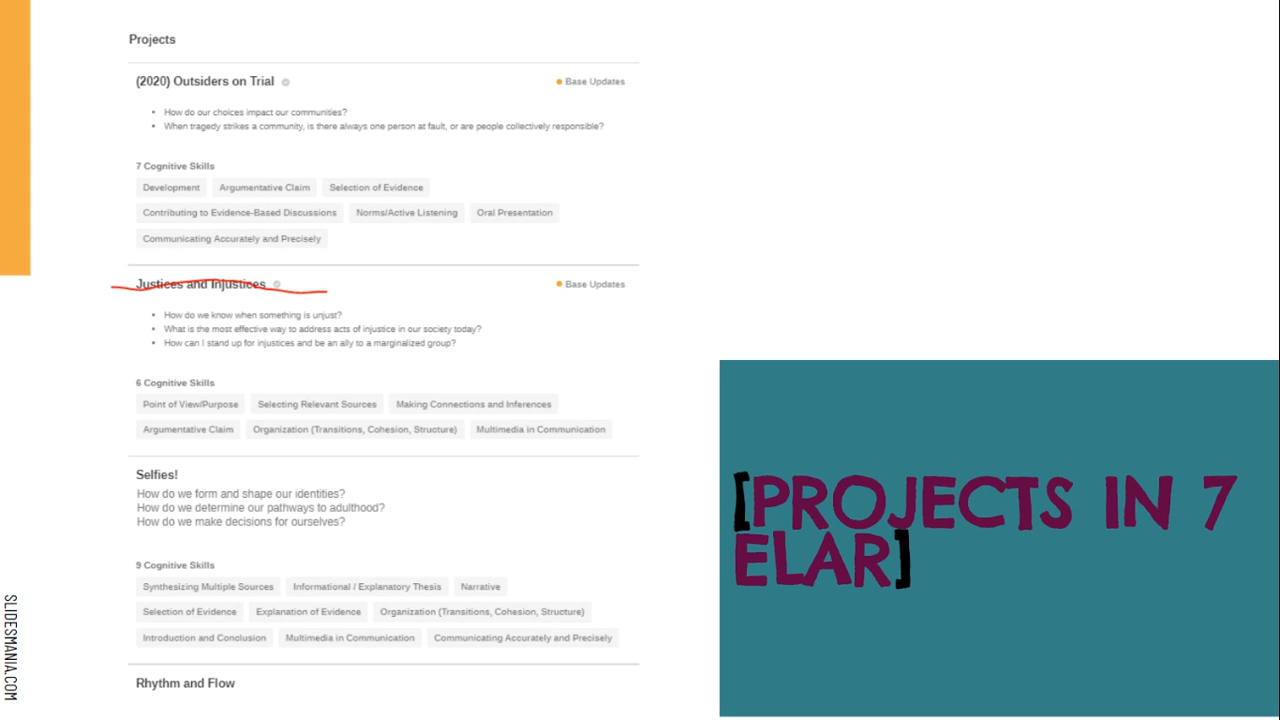 Projects
(2020) Outsiders on Trial
Base Updates
How do our choices impact our communities?
When tragedy strikes a community, is there always one person at fault, or are people collectively responsible?
7 Cognitive Skills
Development Argumentative Claim Selection of Evidence
Contributing to Evidence-Based Discussions Norms/Active Listening Oral Presentation
Communicating Accurately and Precisely
Justices and Injustices
Base Updates
How do we know when something is unjust?
What is the most effective way to address acts of injustice in our society today?
How can I stand up for injustices and be an ally to a marginalized group?
6 Cognitive Skills
Point of View/Purpose Selecting Relevant Sources Making Connections and Inferences
Argumentative Claim Organization (Transitions, Cohesion, Structure) Multimedia in Communication
Selfies!
How do we form and shape our identities?
How do we determine our pathways to adulthood?
How do we make decisions for ourselves?
9 Cognitive Skills
Synthesizing Multiple Sources Informational / Explanatory Thesis Narrative
Selection of Evidence Explanation of Evidence Organization (Transitions, Cohesion, Structure)
Introduction and Conclusion Multimedia in Communication Communicating Accurately and Precisely
Rhythm and Flow
[PROJECTS IN 7
ELAR]
SLIDESMANIA.COM